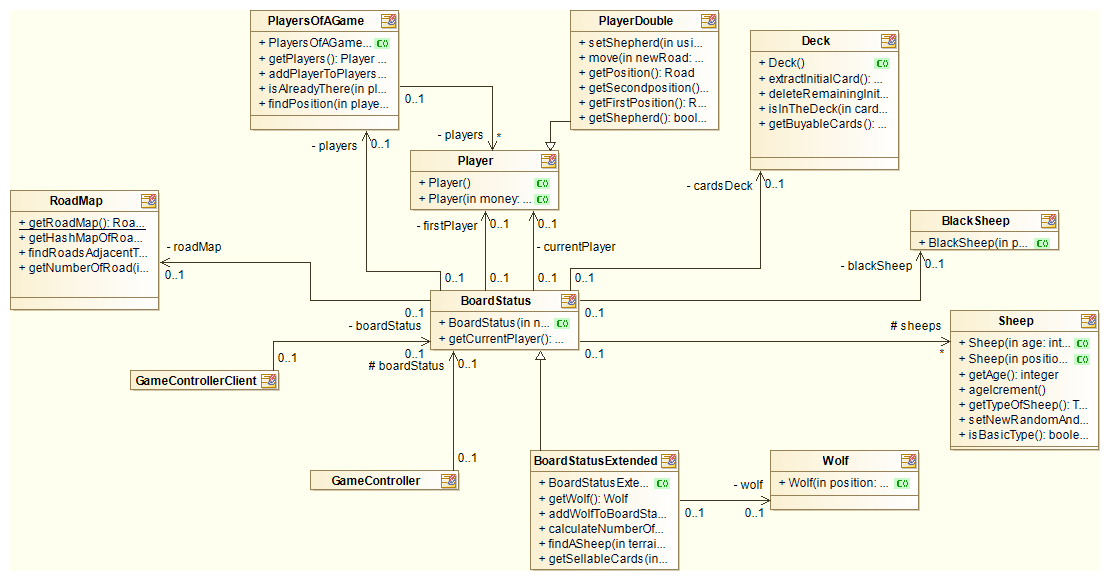 PlayersOfAGame
+ PlayersOfAGame... C()
+ getPlayers(): Player ...
+ addPlayerToPlayers...
+ isAlreadyThere(in pl...
+ findPosition(in playe...
PlayerDouble
+ setShepherd(in usi...
+ move(in newRoad: ...
+ getPosition(): Road
+ getSecondposition()...
+ getFirstPosition(): R...
+ getShepherd(): bool...
Deck
+ Deck() C()
+ extractInitialCard(): ...
+ deleteRemainingInit...
+ isInTheDeck(in card...
+ getBuyableCards(): ...
0..1
- players
*
- players
0..1
Player
+ Player() C()
+ Player(in money: ... C()
- cardsDeck
0..1
RoadMap
+ getRoadMap(): Roa...
+ getHashMapOfRoa...
+ findRoadsAdjacentT...
+ getNumberOfRoad(i...
- roadMap
0..1
- firstPlayer
0..1
0..1
- currentPlayer
BlackSheep
+ BlackSheep(in p... C()
- blackSheep
0..1
0..1
0..1
0..1
0..1
BoardStatus
+ BoardStatus(in n... C()
+ getCurrentPlayer(): ...
0..1
0..1
- boardStatus
0..1
# boardStatus
0..1
0..1
# sheeps
*
Sheep
+ Sheep(in age: int... C()
+ Sheep(in positio... C()
+ getAge(): integer
+ ageIcrement()
+ getTypeOfSheep(): T...
+ setNewRandomAnd...
+ isBasicType(): boole...
0..1
GameControllerClient
0..1
GameController
BoardStatusExtended
+ BoardStatusExte... C()
+ getWolf(): Wolf
+ addWolfToBoardSta...
+ calculateNumberOf...
+ findASheep(in terrai...
+ getSellableCards(in...
0..1
- wolf
0..1
Wolf
+ Wolf(in position: ... C()